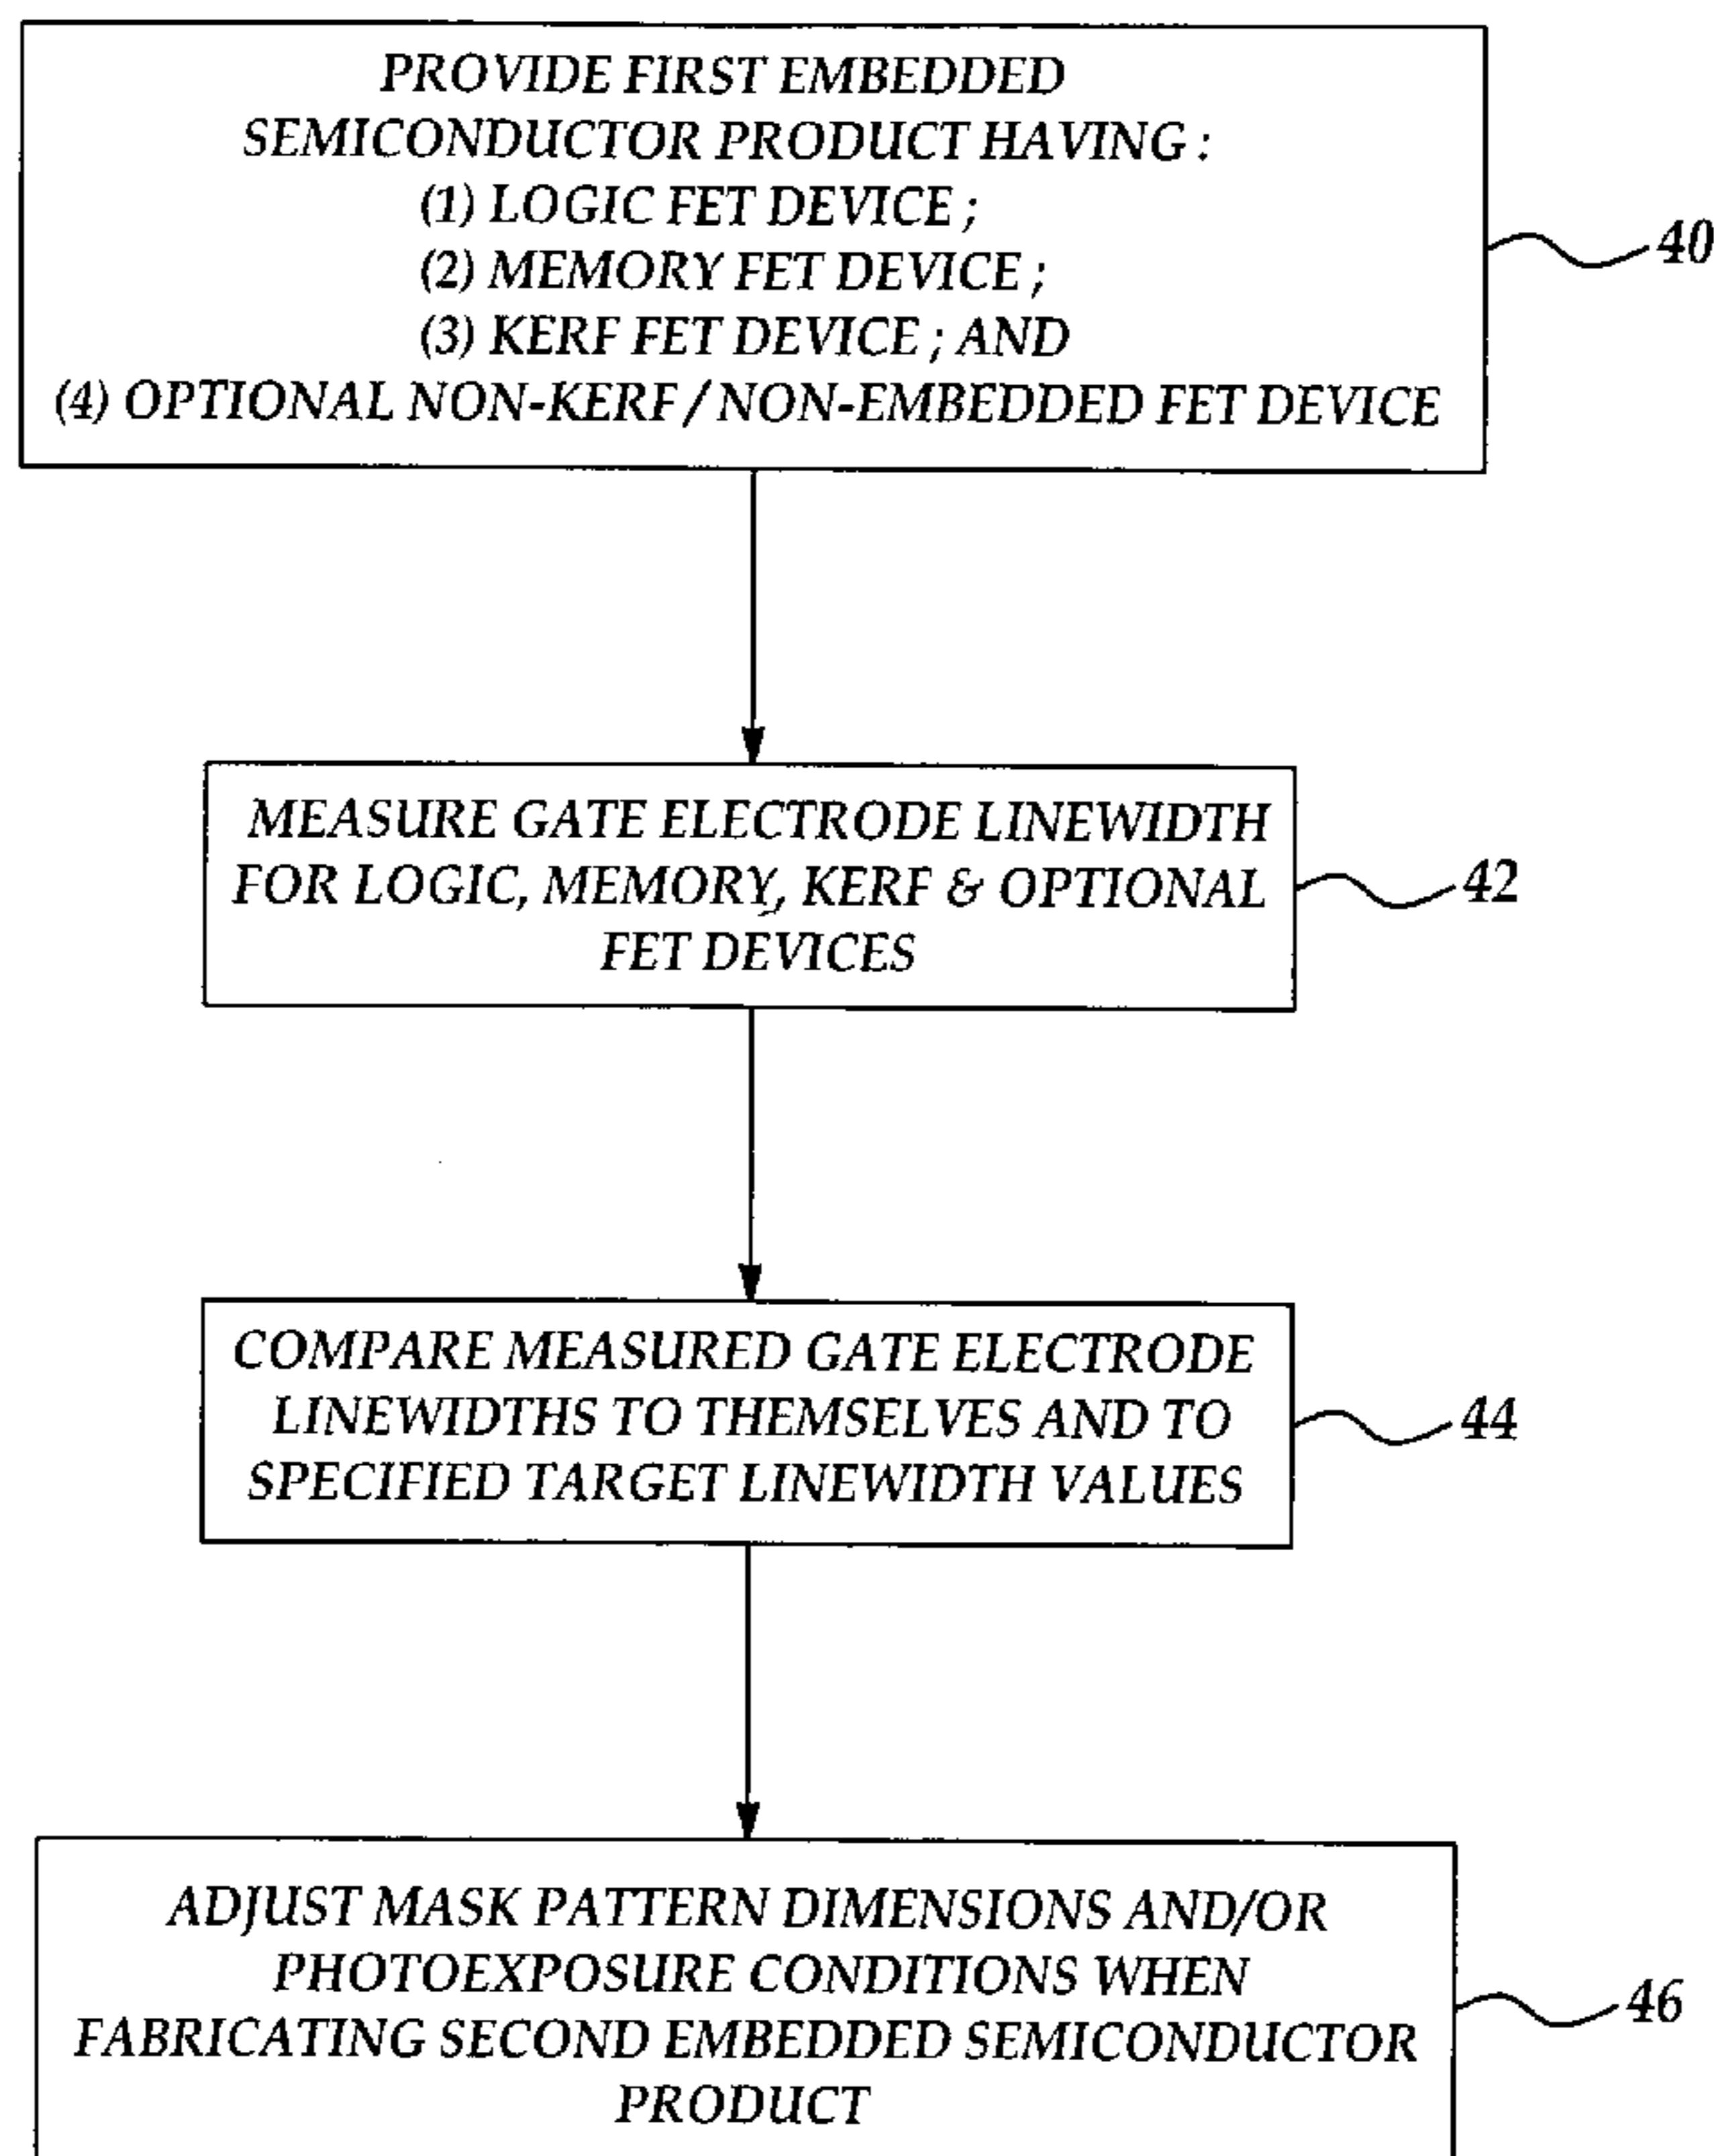 PROVIDE FIRST EMBEDDED
SEMICONDUCTOR PRODUCT HAVING :
(1) LOGIC FET DEVICE ;
(2) MEMORY FET DEVICE ;
(3) KERF FET DEVICE ; AND
(4) OPTIONAL NON-KERF / NON-EMBEDDED FET DEVICE
40
MEASURE GATE ELECTRODE LINEWIDTH
FOR LOGIC, MEMORY, KERF & OPTIONAL
FET DEVICES
42
COMPARE MEASURED GATE ELECTRODE
LINEWIDTHS TO THEMSELVES AND TO
SPECIFIED TARGET LINEWIDTH VALUES
44
ADJUST MASK PATTERN DIMENSIONS AND/OR
PHOTOEXPOSURE CONDITIONS WHEN
FABRICATING SECOND EMBEDDED SEMICONDUCTOR
PRODUCT
46